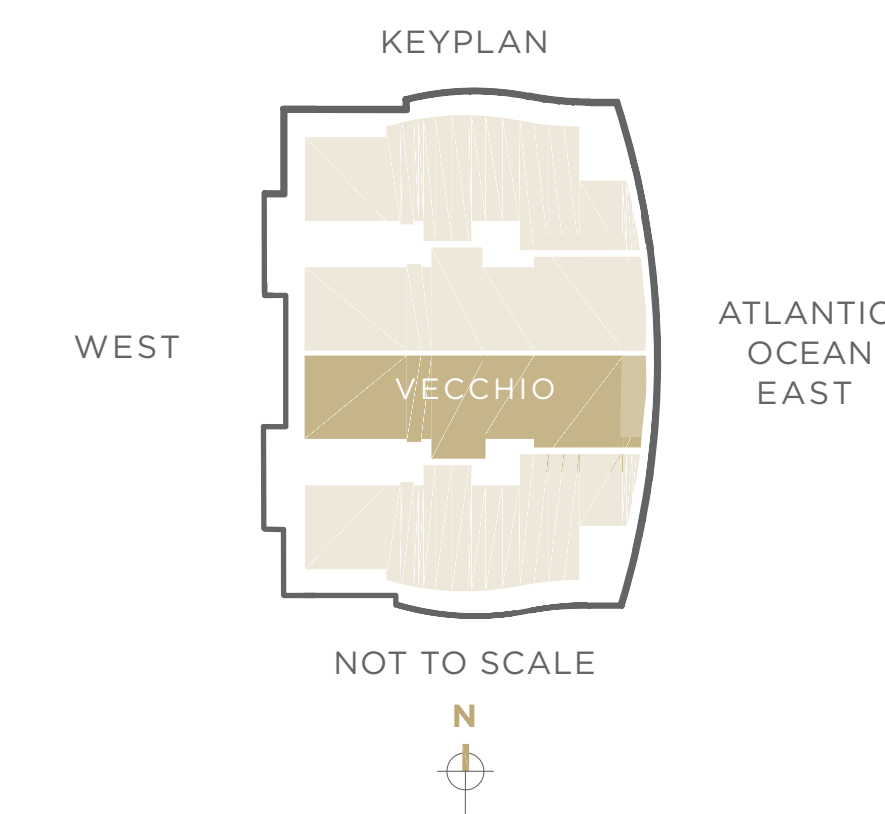 KEYPLAN
WEST
ATLANTIC
OCEAN
EAST
VECCHIO
NOT TO SCALE
N